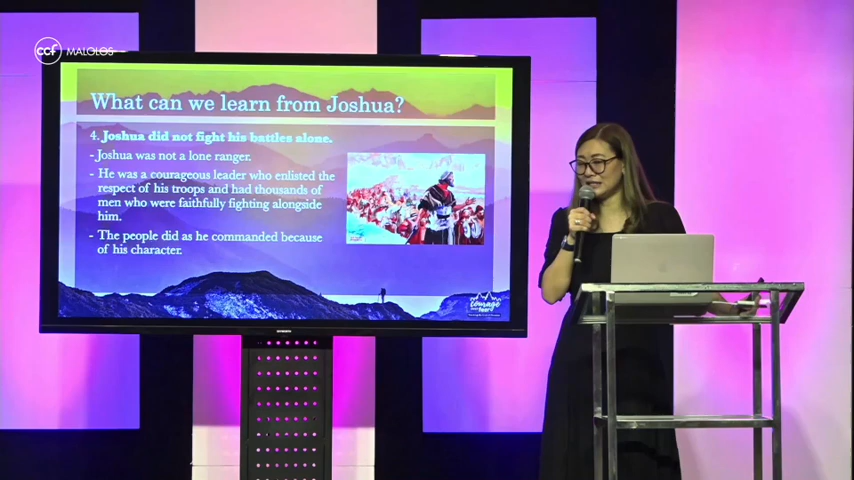 ccf MALOLOS
What can we learn from Joshua?
4. Joshua did not fight his battles alone.
- Joshua was not a lone ranger.
- He was a courageous leader who enlisted the
respect of his troops and had thousands of
men who were faithfully fighting alongside
him.
- The people did as he commanded because
of his character.
courage
fear